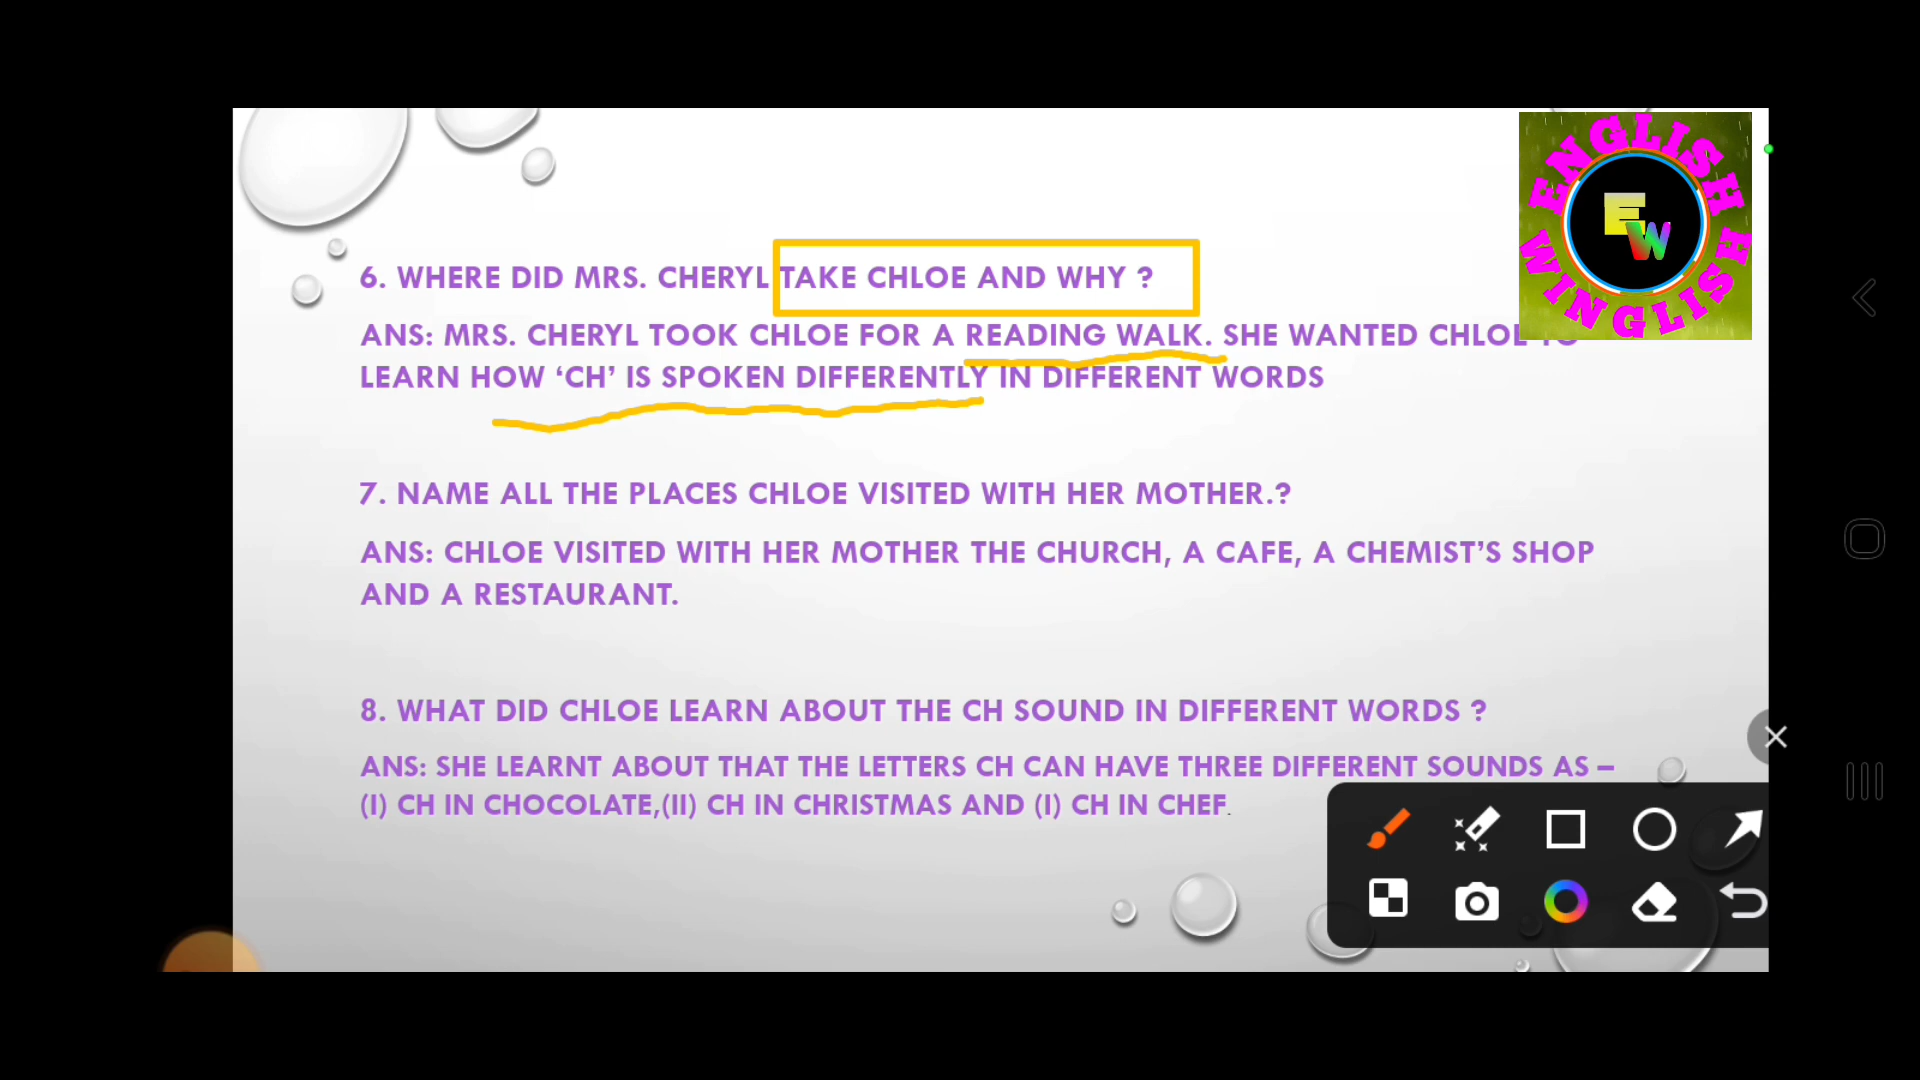 6. WHERE DID MRS. CHERYL TAKE CHLOE AND WHY ?
ANS: MRS. CHERYL TOOK CHLOE FOR A READING WALK. SHE WANTED CHLOE TO
LEARN HOW ‘CH’ IS SPOKEN DIFFERENTLY IN DIFFERENT WORDS
7. NAME ALL THE PLACES CHLOE VISITED WITH HER MOTHER.?
ANS: CHLOE VISITED WITH HER MOTHER THE CHURCH, A CAFE, A CHEMIST’S SHOP
AND A RESTAURANT.
8. WHAT DID CHLOE LEARN ABOUT THE CH SOUND IN DIFFERENT WORDS ?
ANS: SHE LEARNT ABOUT THAT THE LETTERS CH CAN HAVE THREE DIFFERENT SOUNDS AS –
(I) CH IN CHOCOLATE,(II) CH IN CHRISTMAS AND (I) CH IN CHEF.
ENGLISH
EW
WINGLISH